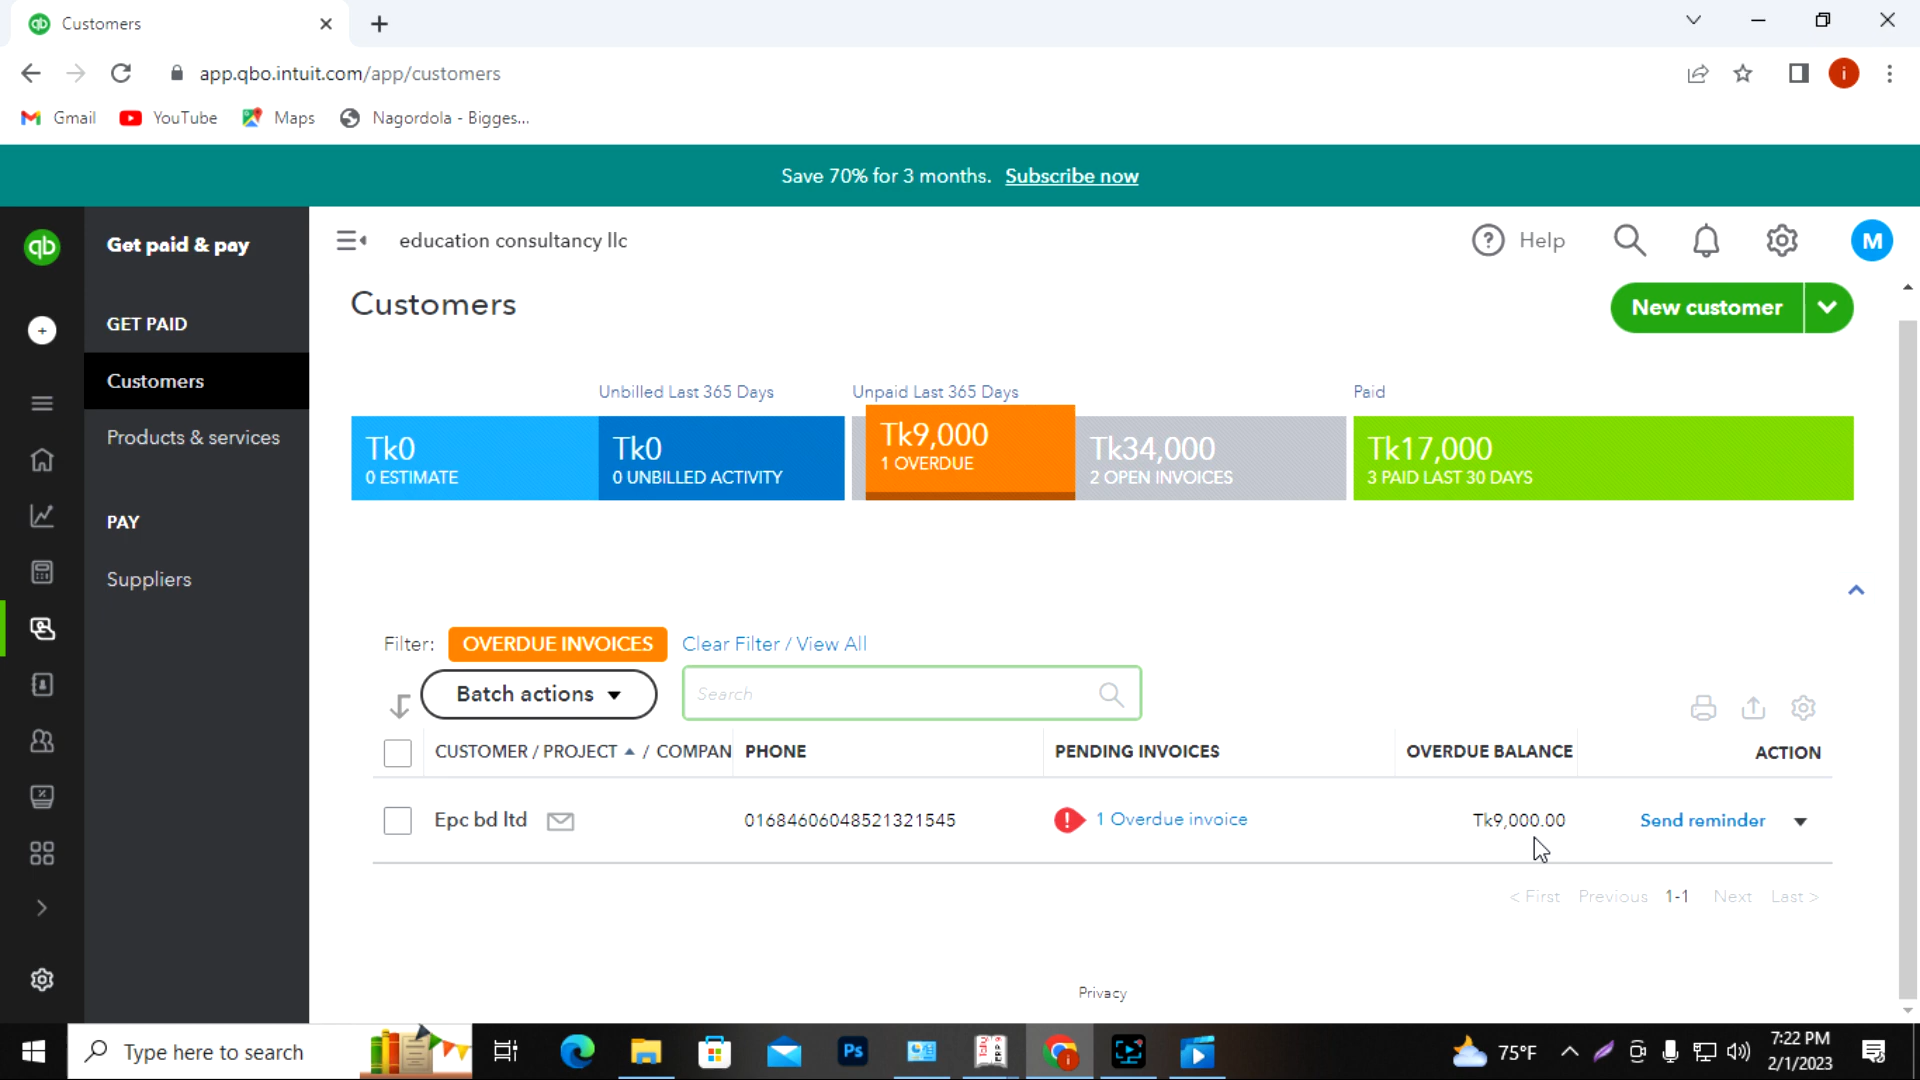 Customers
app.qbo.intuit.com/app/customers
i
Gmail YouTube Maps Nagordola - Bigges...
Save 70% for 3 months. Subscribe now
qb Get paid & pay education consultancy llc Help M
GET PAID
Customers
Products & services
PAY
Suppliers
Customers
New customer
Unbilled Last 365 Days Unpaid Last 365 Days Paid
Tk0 Tk0 Tk9,000 Tk34,000 Tk17,000
0 ESTIMATE 0 UNBILLED ACTIVITY 1 OVERDUE 2 OPEN INVOICES 3 PAID LAST 30 DAYS
Filter: OVERDUE INVOICES Clear Filter / View All
Batch actions Search
CUSTOMER / PROJECT / COMPAN PHONE PENDING INVOICES OVERDUE BALANCE ACTION
Epc bd ltd 01684606048521321545 1 Overdue invoice Tk9,000.00 Send reminder
< First Previous 1-1 Next Last >
Privacy
Type here to search Ps 75°F 7:22 PM
2/1/2023